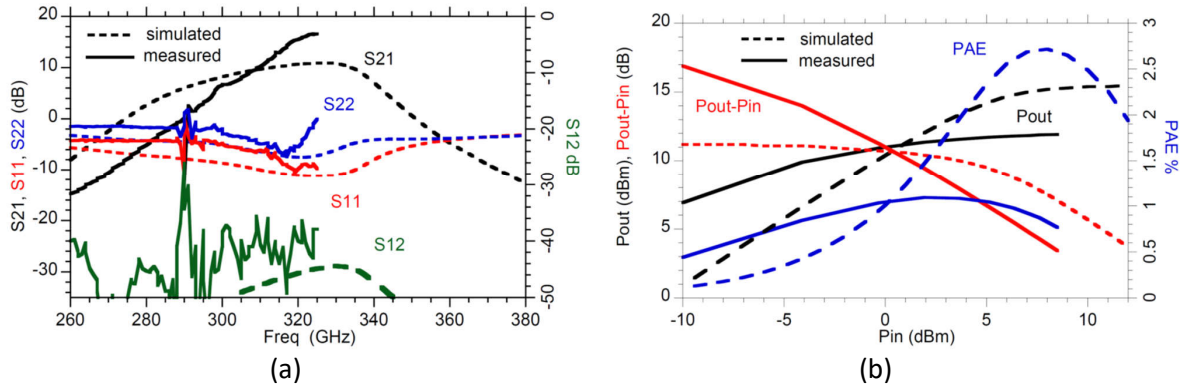 20
10
0
-10
-20
-30
S21, S11, S22 (dB)
simulated
measured
S21
S22
S11
S12
0
-10
-20
-30
-40
-50
S12 dB
260 280 300 320 340 360 380
Freq (GHz)
(a)
20
15
10
5
0
Pout (dBm), Pout-Pin (dB)
simulated
measured
PAE
Pout-Pin
Pout
3
2.5
2
1.5
1
0.5
0
PAE %
-10 -5 0 5 10
Pin (dBm)
(b)